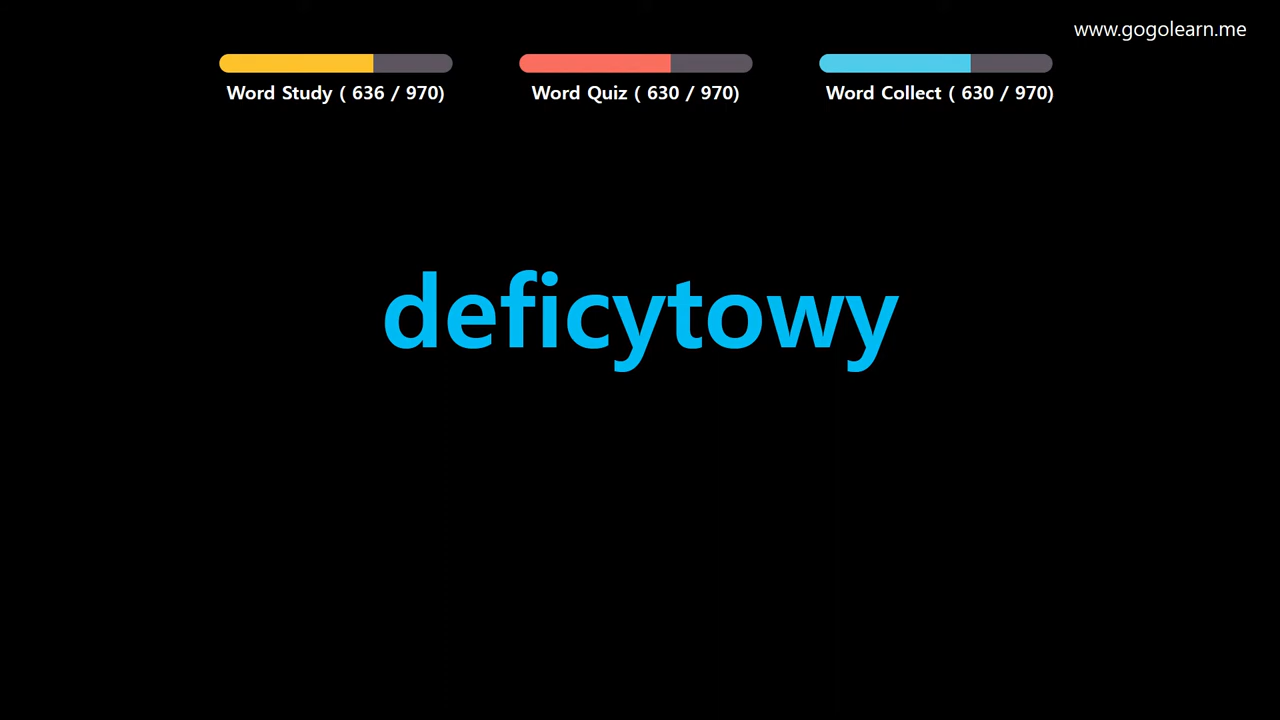 www.gogolearn.me
Word Study ( 636 / 970)
Word Quiz ( 630 / 970)
Word Collect ( 630 / 970)
deficytowy